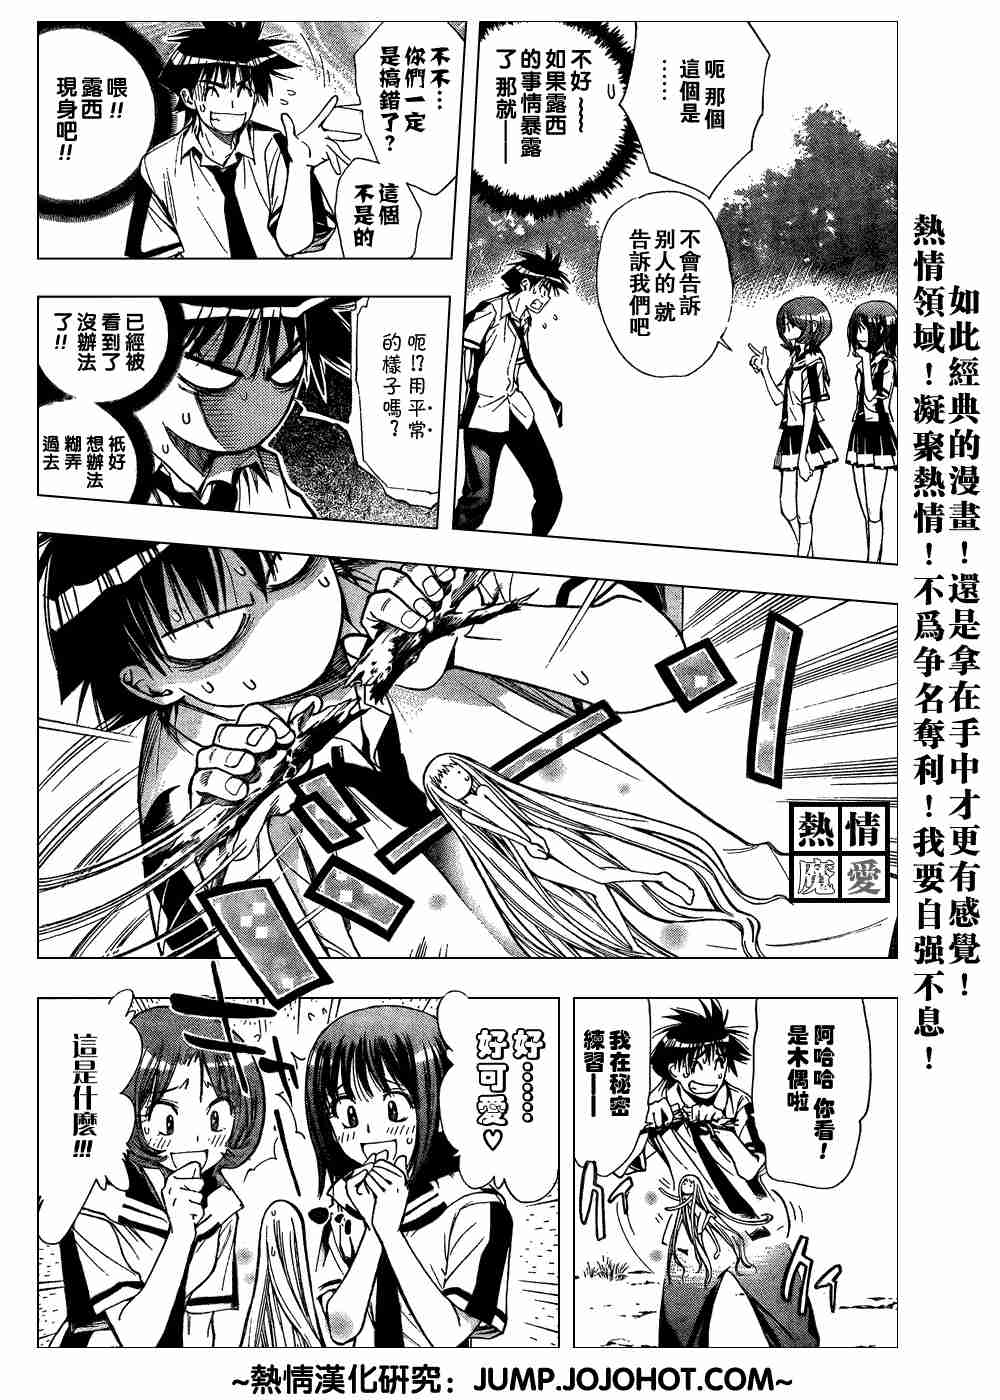 呃 那個
這個是
……
不好～～
如果露西
的事情暴露
了 那就——
不會告訴
別人的 就
告訴我們吧
不不…
你們一定
是搞錯了？
這個
不是的
喂!!
露西
現身吧!!
呃!?用平常
的樣子嗎？
已經被
看到了
沒辦法
了!!
衹好
想辦法
糊弄
過去
熱情
魔愛
阿哈哈 你看！
是木偶啦
我在秘密
練習——
好……
好可愛♥
這是什麼!!!
如此經典的漫畫！還是拿在手中才更有感覺！
熱情領域！凝聚熱情！不爲争名奪利！我要自强不息！
~熱情漢化研究：JUMP.JOJOHOT.COM~